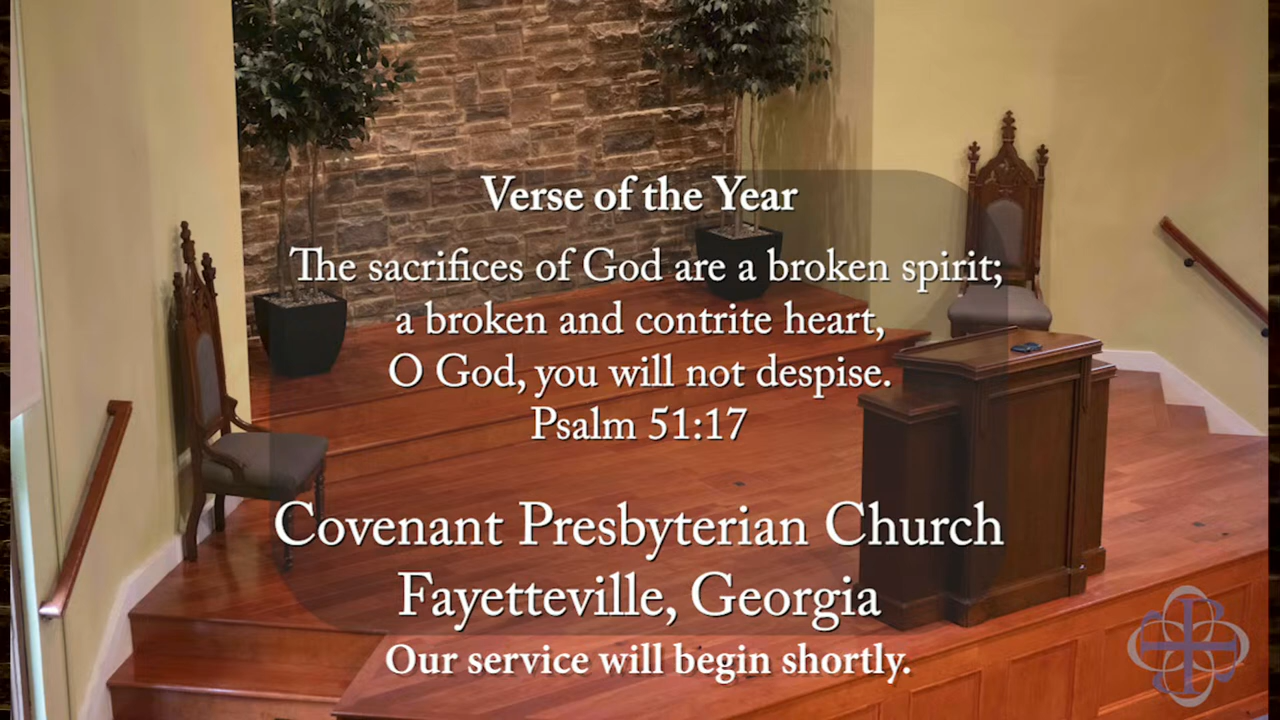 Verse of the Year
The sacrifices of God are a broken spirit;
a broken and contrite heart,
O God, you will not despise.
Psalm 51:17
Covenant Presbyterian Church
Fayetteville, Georgia
Our service will begin shortly.